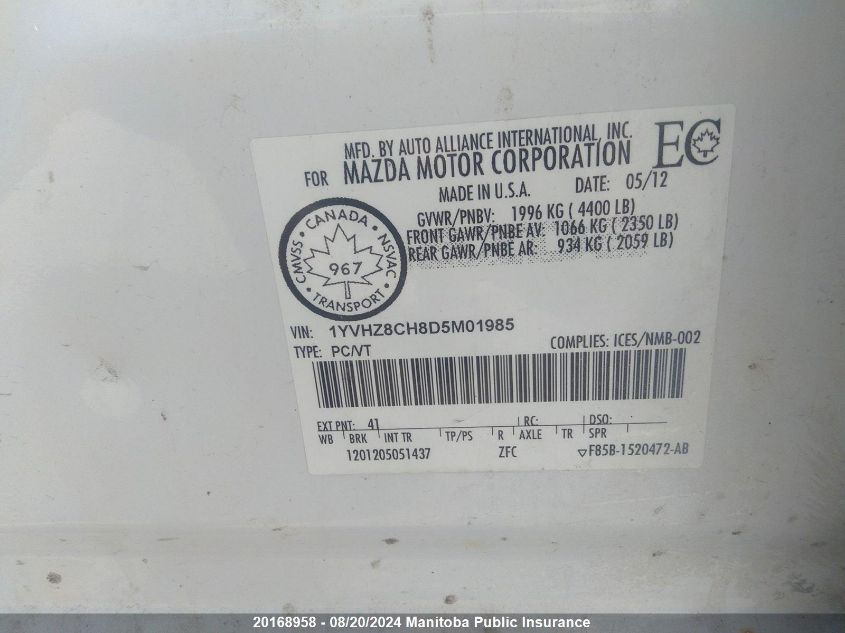 MFD. BY AUTO ALLIANCE INTERNATIONAL, INC.
FOR MAZDA MOTOR CORPORATION
EC
MADE IN U.S.A. DATE: 05/12
GVWR/PNBV: 1996 KG ( 4400 LB)
FRONT GAWR/PNBE AV: 1066 KG ( 2350 LB)
REAR GAWR/PNBE AR: 934 KG ( 2059 LB)
CANADA
CMVSS • NSVAC
967
• TRANSPORT •
VIN: 1YVHZ8CH8D5M01985
TYPE: PC/VT COMPLIES: ICES/NMB-002
EXT PNT: 41 RC: DSO:
WB BRK INT TR TP/PS R AXLE TR SPR
1201205051437 ZFC ▽F85B-1520472-AB
20168958 - 08/20/2024 Manitoba Public Insurance